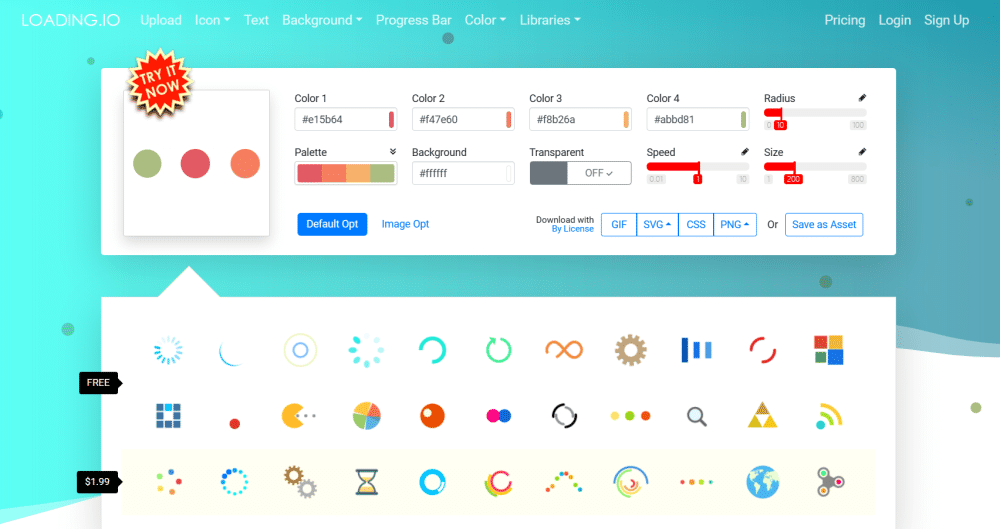 LOADING.IO Upload Icon Text Background Progress Bar Color Libraries Pricing Login Sign Up
TRY IT
NOW
Color 1 Color 2 Color 3 Color 4 Radius
#e15b64 #f47e60 #f8b26a #abbd81
0 10 100
Palette Background Transparent Speed Size
#ffffff OFF
0.01 1 10 1 200 800
Default Opt Image Opt
Download with
By License
GIF SVG CSS PNG Or Save as Asset
FREE
$1.99